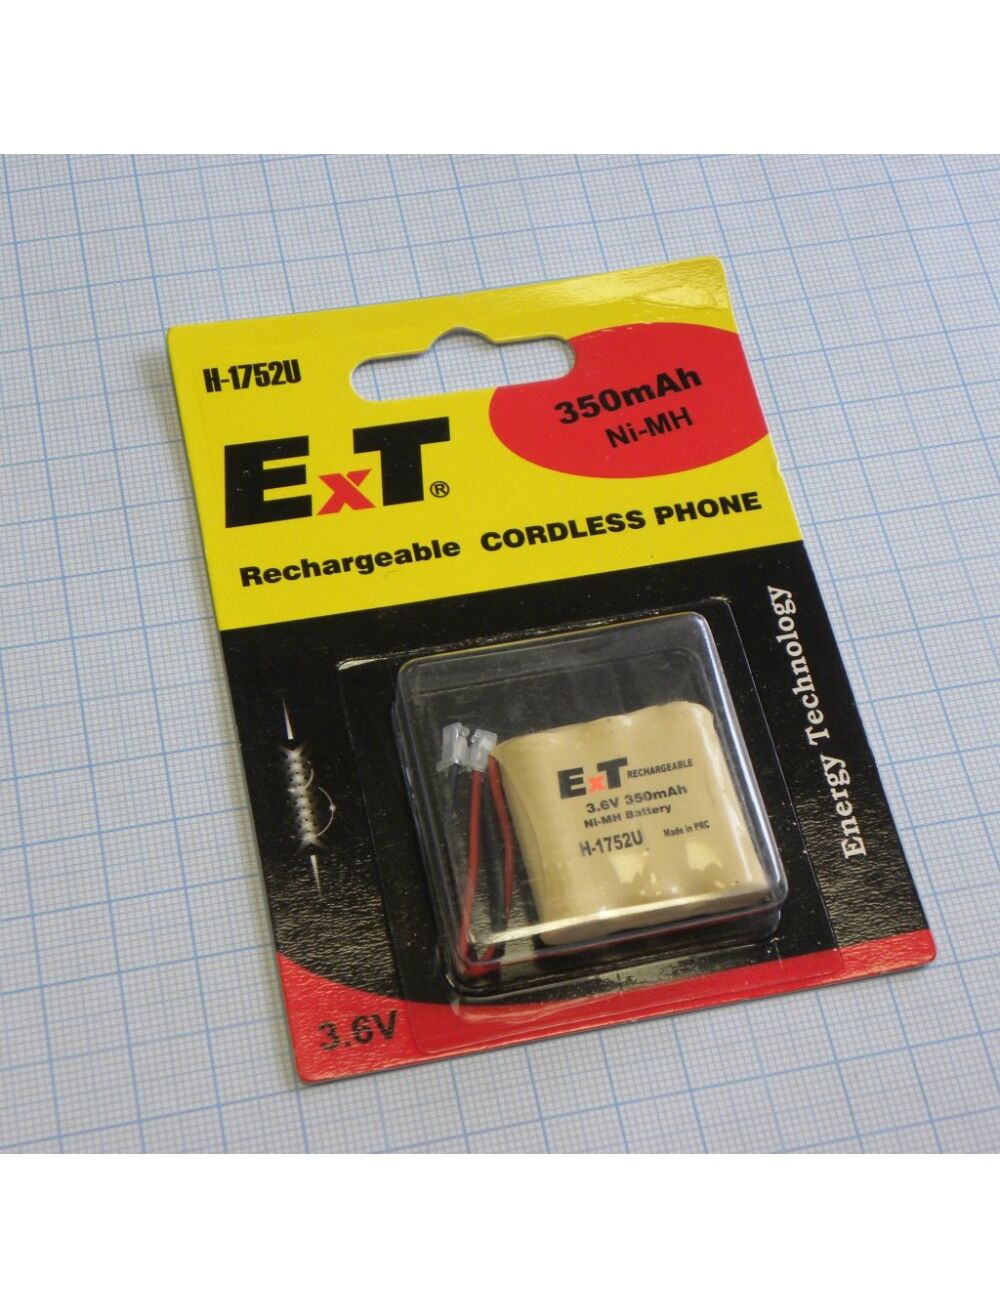 H-1752U
350mAh
Ni-MH
ExT®
Rechargeable CORDLESS PHONE
Energy Technology
ExT RECHARGEABLE
3.6V 350mAh
Ni-MH Battery
H-1752U Made in PRC
3.6V